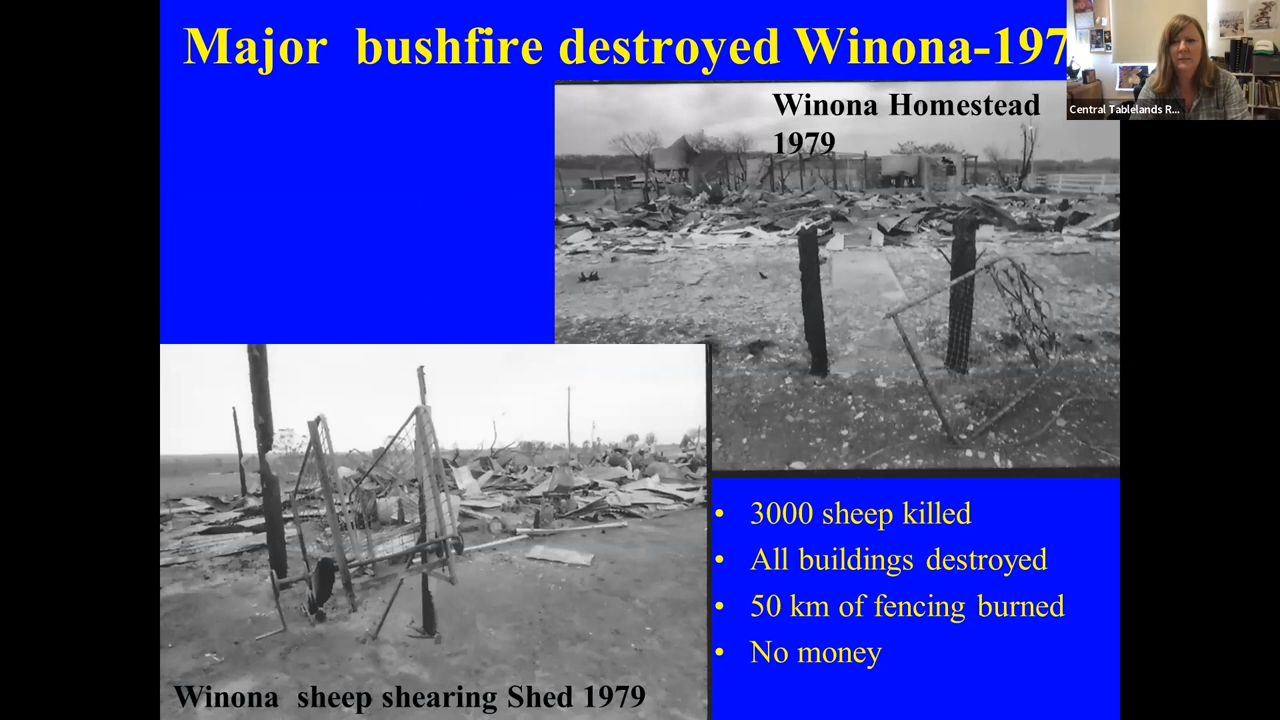 Major bushfire destroyed Winona-197
Central Tablelands R...
Winona Homestead
1979
• 3000 sheep killed
• All buildings destroyed
• 50 km of fencing burned
• No money
Winona sheep shearing Shed 1979